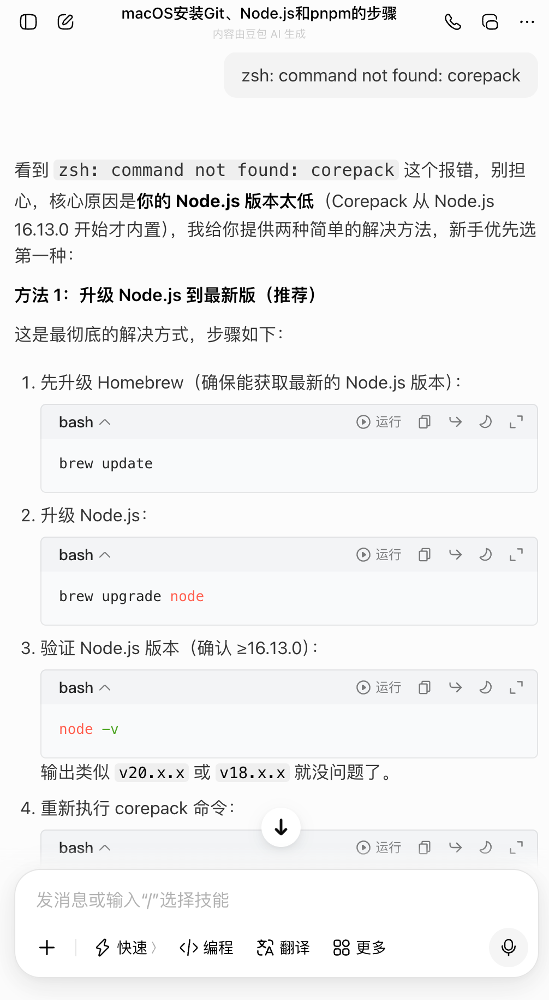 macOS安装Git、Node.js和pnpm的步骤
内容由豆包 AI 生成
zsh: command not found: corepack
看到 zsh: command not found: corepack 这个报错，别担
心，核心原因是你的 Node.js 版本太低（Corepack 从 Node.js
16.13.0 开始才内置），我给你提供两种简单的解决方法，新手优先选
第一种：
方法 1：升级 Node.js 到最新版（推荐）
这是最彻底的解决方式，步骤如下：
1. 先升级 Homebrew（确保能获取最新的 Node.js 版本）：
bash 运行
brew update
2. 升级 Node.js：
bash 运行
brew upgrade node
3. 验证 Node.js 版本（确认 ≥16.13.0）：
bash 运行
node -v
输出类似 v20.x.x 或 v18.x.x 就没问题了。
4. 重新执行 corepack 命令：
bash 运行
发消息或输入“/”选择技能
快速 编程 翻译 更多